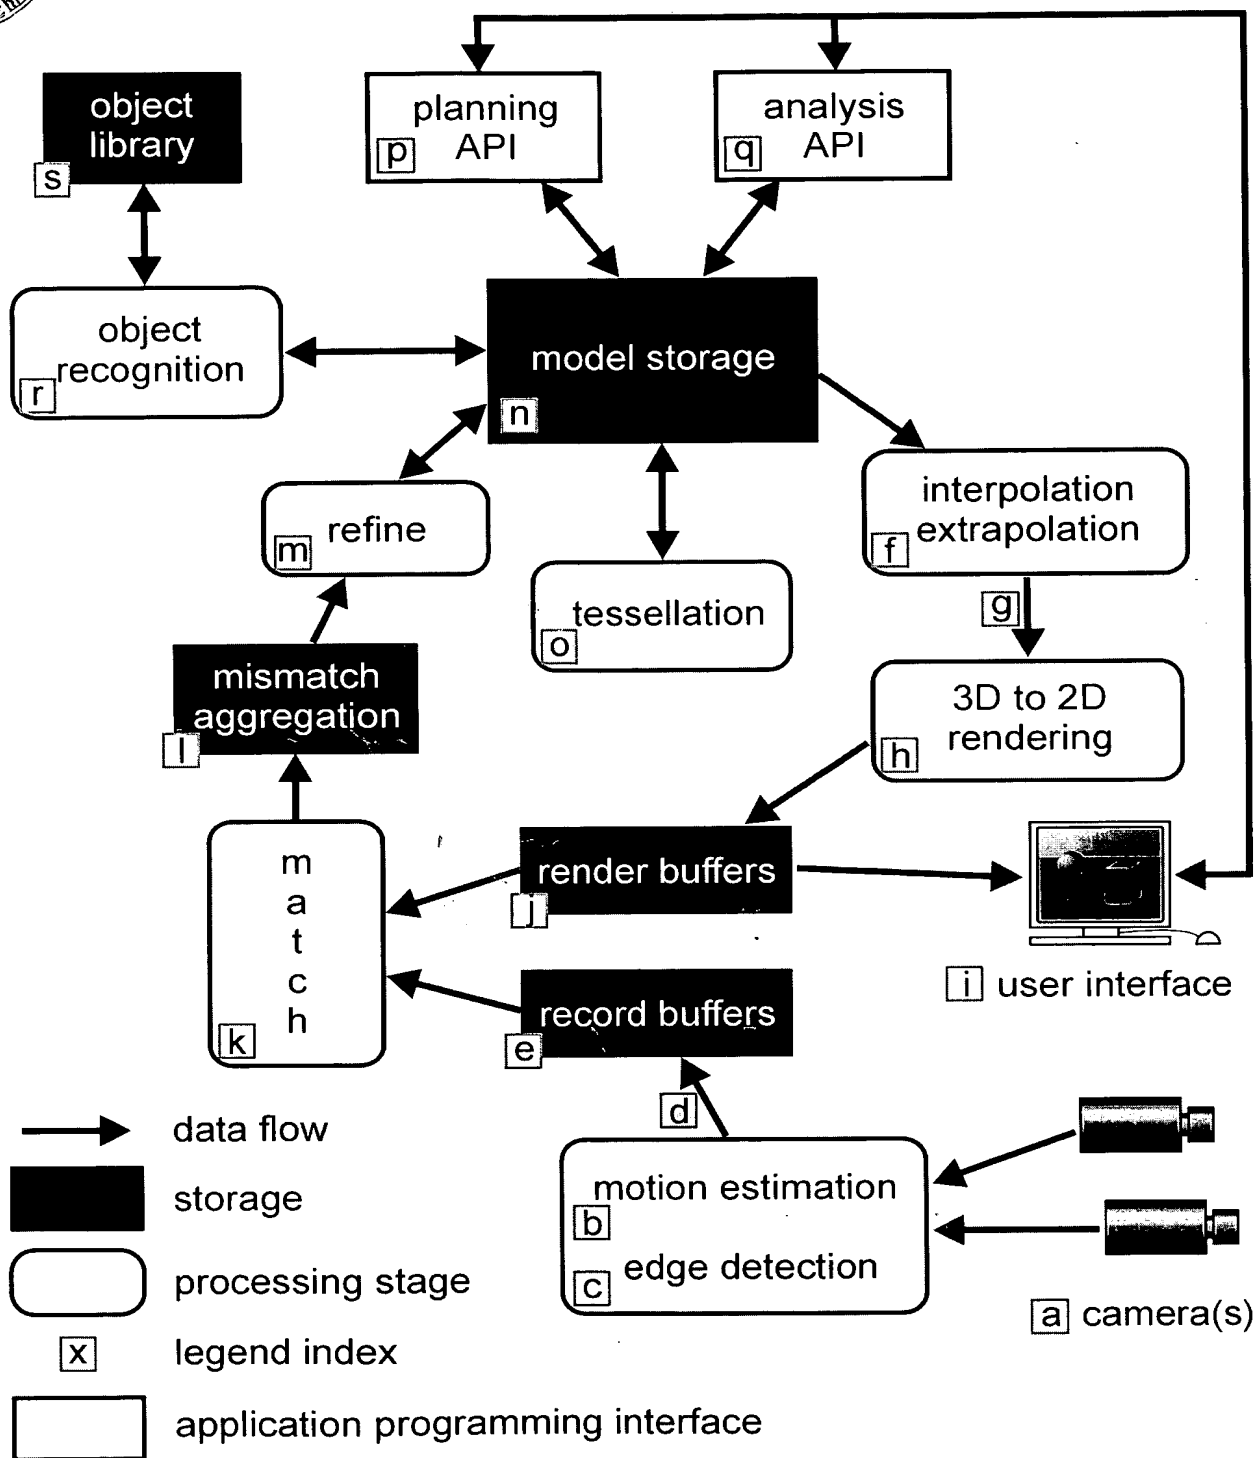 object
library
s
planning
API
p
analysis
API
q
object
recognition
r
model storage
n
refine
m
interpolation
extrapolation
f
tessellation
o
g
mismatch
aggregation
l
3D to 2D
rendering
h
m
a
t
c
h
k
render buffers
j
record buffers
e
i user interface
d
motion estimation
b
edge detection
c
a camera(s)
data flow
storage
processing stage
x legend index
application programming interface